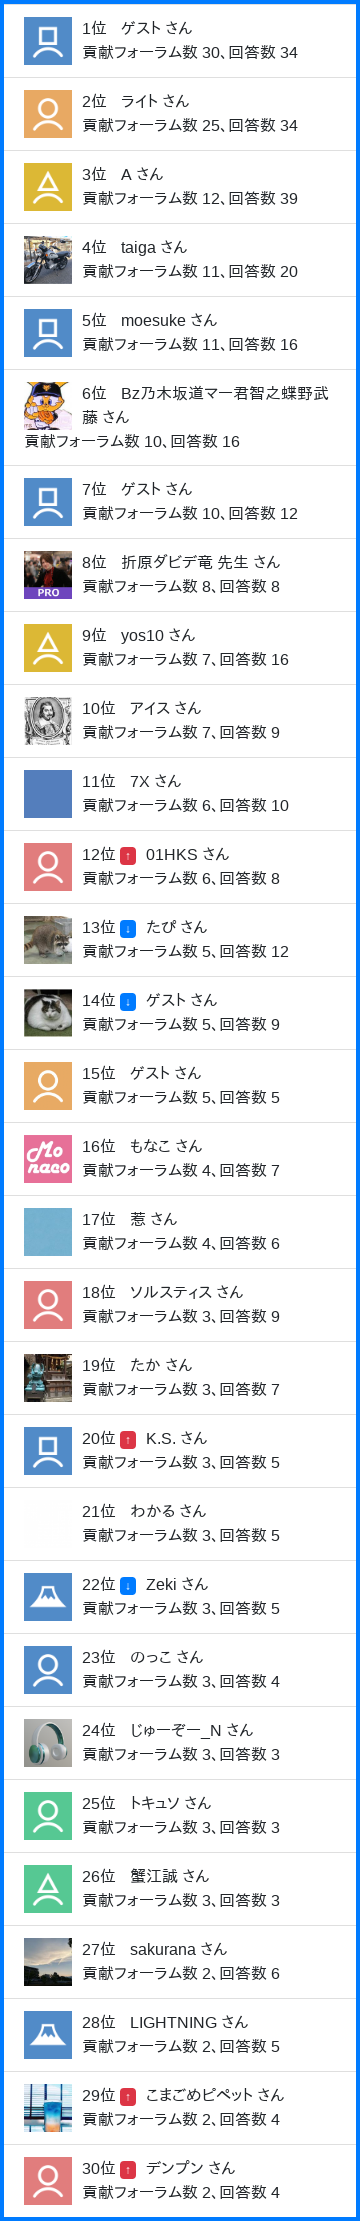 1位 ゲスト さん
貢献フォーラム数 30、回答数 34
2位 ライト さん
貢献フォーラム数 25、回答数 34
3位 A さん
貢献フォーラム数 12、回答数 39
4位 taiga さん
貢献フォーラム数 11、回答数 20
5位 moesuke さん
貢献フォーラム数 11、回答数 16
6位 Bz乃木坂道マー君智之蝶野武
藤 さん
貢献フォーラム数 10、回答数 16
7位 ゲスト さん
貢献フォーラム数 10、回答数 12
8位 折原ダビデ竜 先生 さん
PRO 貢献フォーラム数 8、回答数 8
9位 yos10 さん
貢献フォーラム数 7、回答数 16
10位 アイス さん
貢献フォーラム数 7、回答数 9
11位 7X さん
貢献フォーラム数 6、回答数 10
12位 ↑ 01HKS さん
貢献フォーラム数 6、回答数 8
13位 ↓ たぴ さん
貢献フォーラム数 5、回答数 12
14位 ↓ ゲスト さん
貢献フォーラム数 5、回答数 9
15位 ゲスト さん
貢献フォーラム数 5、回答数 5
Mo 16位 もなこ さん
naco 貢献フォーラム数 4、回答数 7
17位 惹 さん
貢献フォーラム数 4、回答数 6
18位 ソルスティス さん
貢献フォーラム数 3、回答数 9
19位 たか さん
貢献フォーラム数 3、回答数 7
20位 ↑ K.S. さん
貢献フォーラム数 3、回答数 5
21位 わかる さん
貢献フォーラム数 3、回答数 5
22位 ↓ Zeki さん
貢献フォーラム数 3、回答数 5
23位 のっこ さん
貢献フォーラム数 3、回答数 4
24位 じゅーぞー_N さん
貢献フォーラム数 3、回答数 3
25位 トキュソ さん
貢献フォーラム数 3、回答数 3
26位 蟹江誠 さん
貢献フォーラム数 3、回答数 3
27位 sakurana さん
貢献フォーラム数 2、回答数 6
28位 LIGHTNING さん
貢献フォーラム数 2、回答数 5
29位 ↑ こまごめピペット さん
貢献フォーラム数 2、回答数 4
30位 ↑ デンプン さん
貢献フォーラム数 2、回答数 4